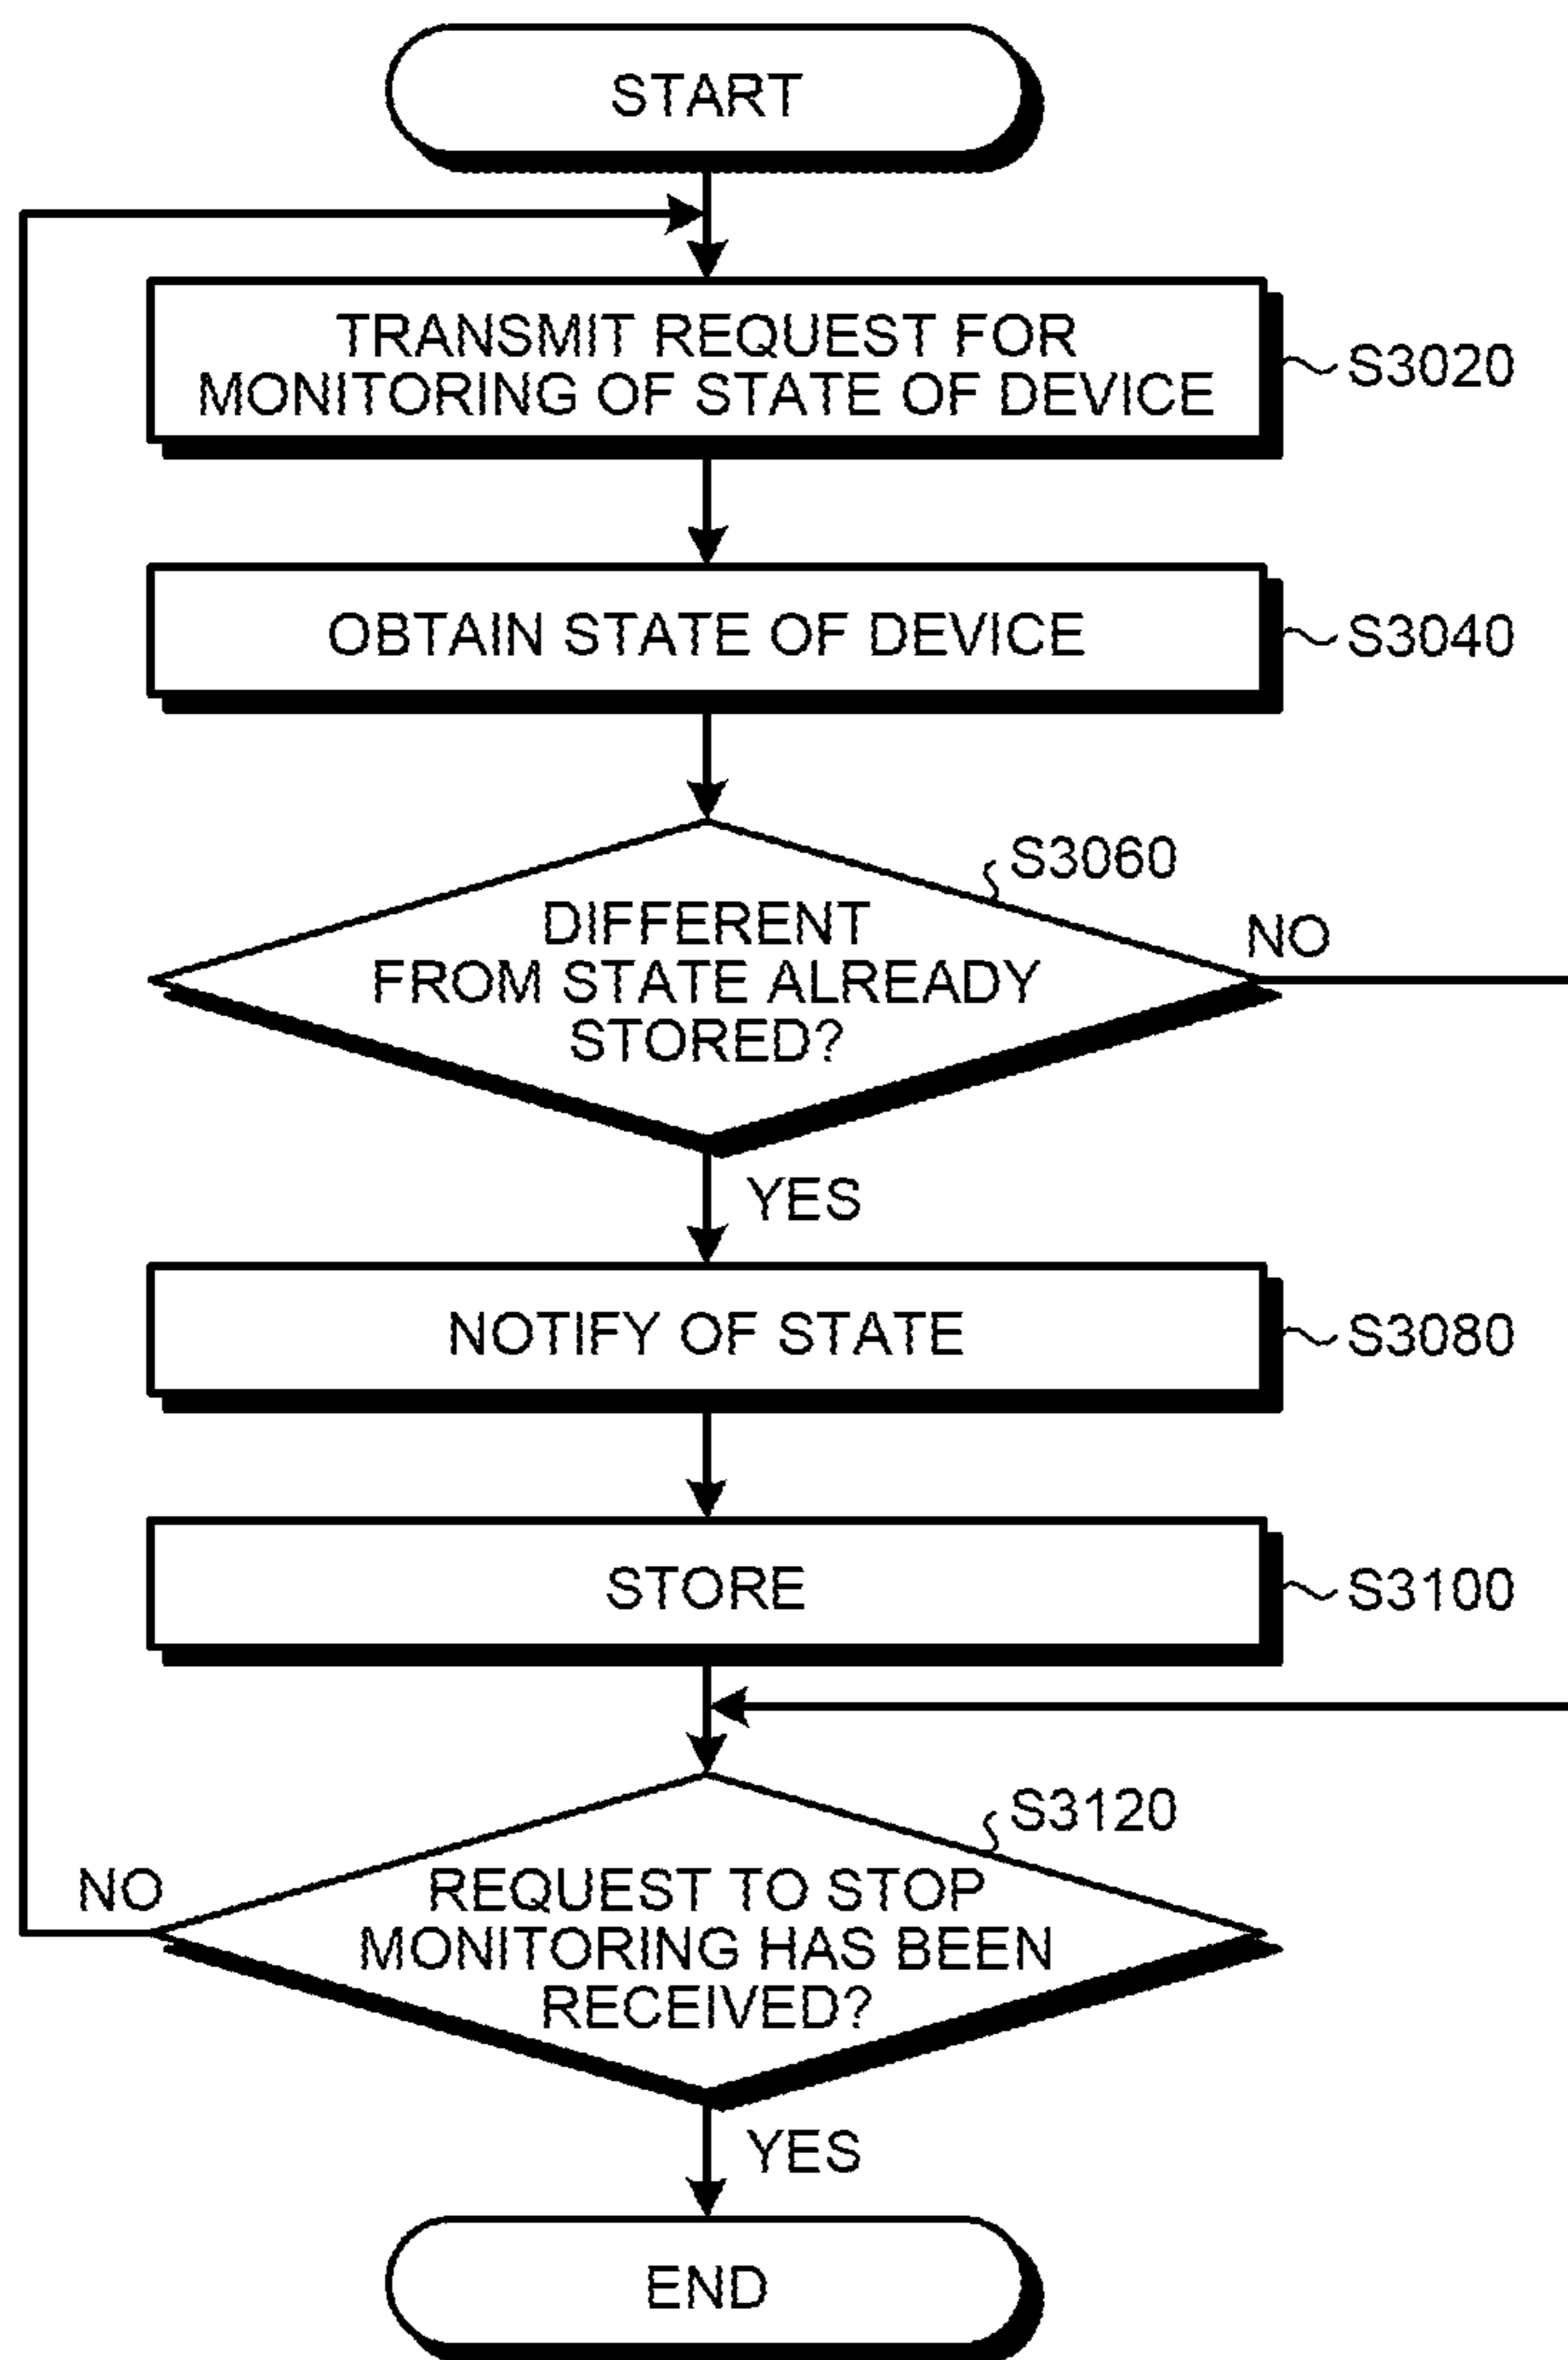 START
TRANSMIT REQUEST FOR
MONITORING OF STATE OF DEVICE
S3020
OBTAIN STATE OF DEVICE
S3040
S3060
DIFFERENT
FROM STATE ALREADY
STORED?
NO
YES
NOTIFY OF STATE
S3080
STORE
S3100
S3120
REQUEST TO STOP
MONITORING HAS BEEN
RECEIVED?
NO
YES
END